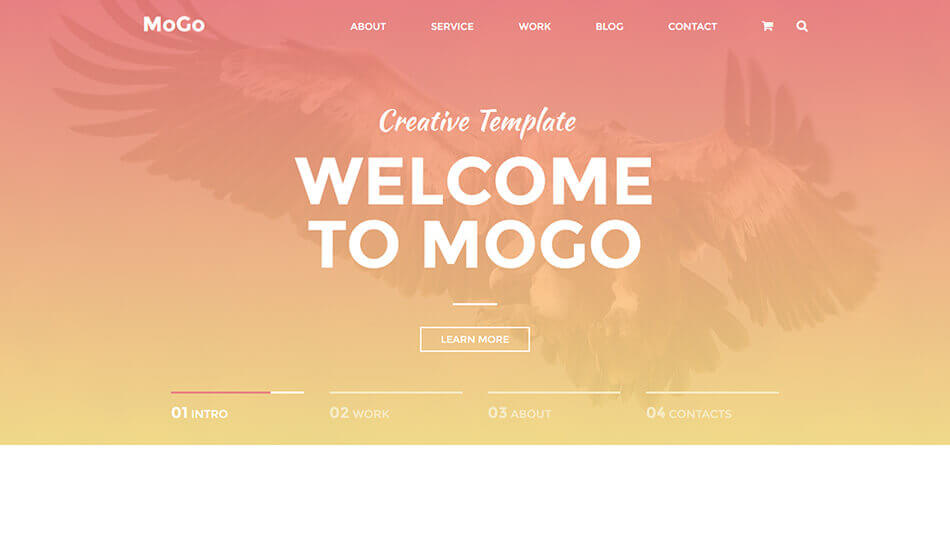 MoGo
ABOUT SERVICE WORK BLOG CONTACT
Creative Template
WELCOME
TO MOGO
LEARN MORE
01 INTRO 02 WORK 03 ABOUT 04 CONTACTS